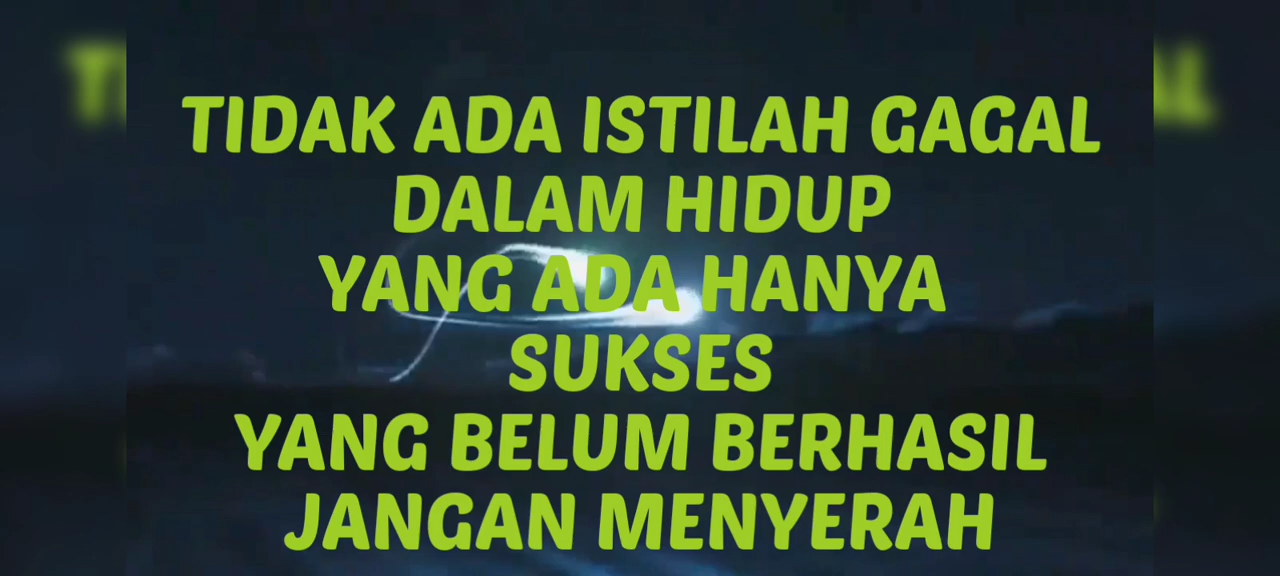 TIDAK ADA ISTILAH GAGAL
DALAM HIDUP
YANG ADA HANYA
SUKSES
YANG BELUM BERHASIL
JANGAN MENYERAH